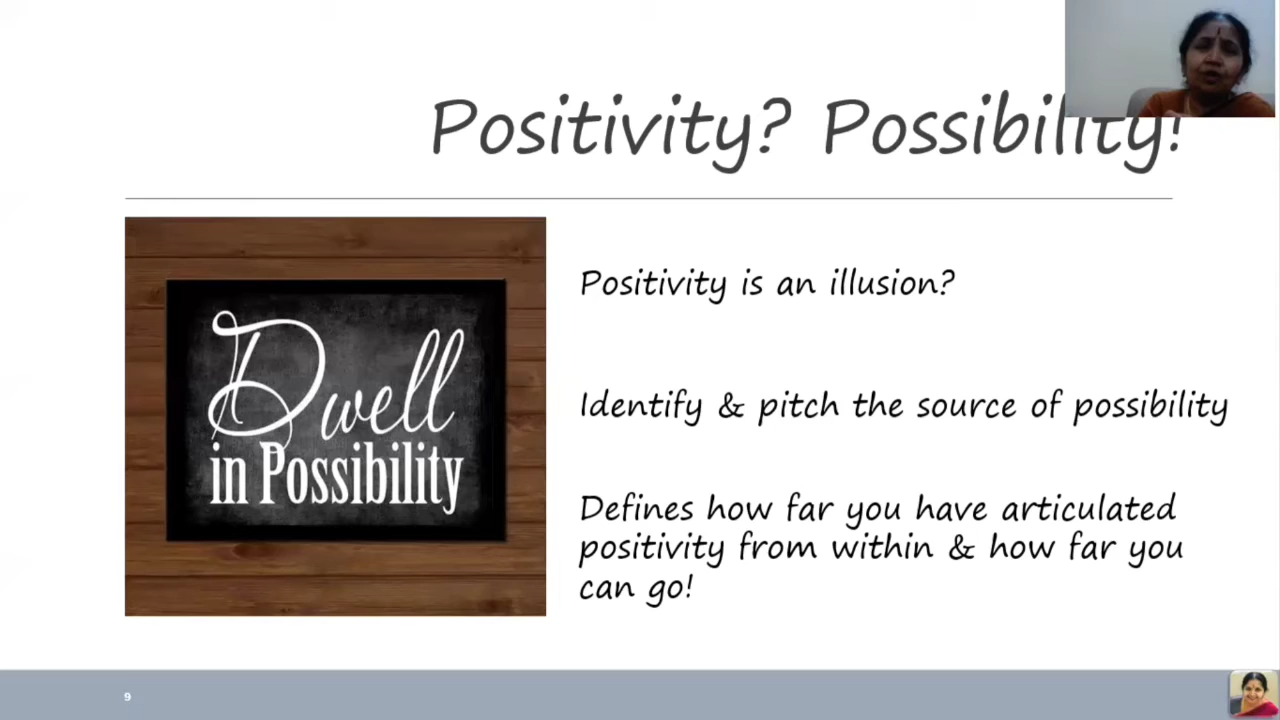 Positivity? Possibility!
Dwell
in Possibility
Positivity is an illusion?
Identify & pitch the source of possibility
Defines how far you have articulated
positivity from within & how far you
can go!
9